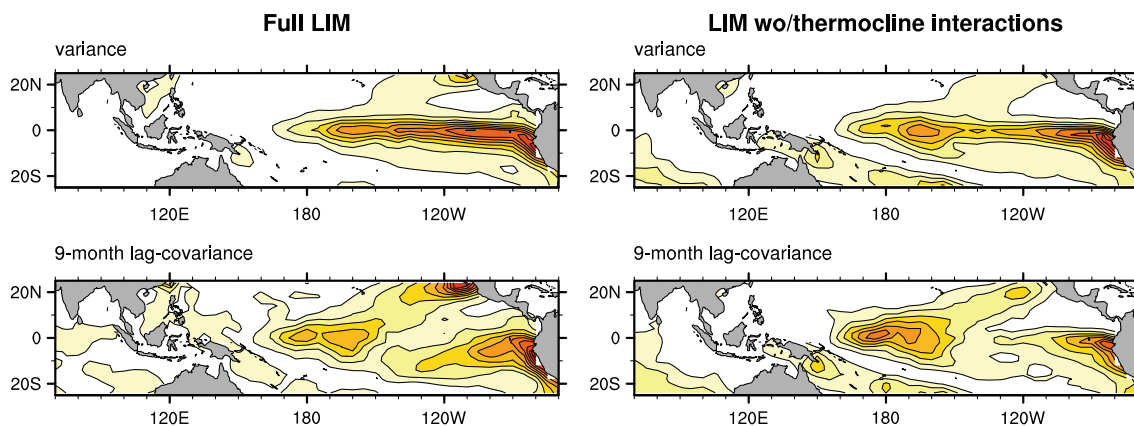 Full LIM
LIM wo/thermocline interactions
variance
variance
20N
0
20S
120E 180 120W
20N
0
20S
120E 180 120W
9-month lag-covariance
9-month lag-covariance
20N
0
20S
120E 180 120W
20N
0
20S
120E 180 120W